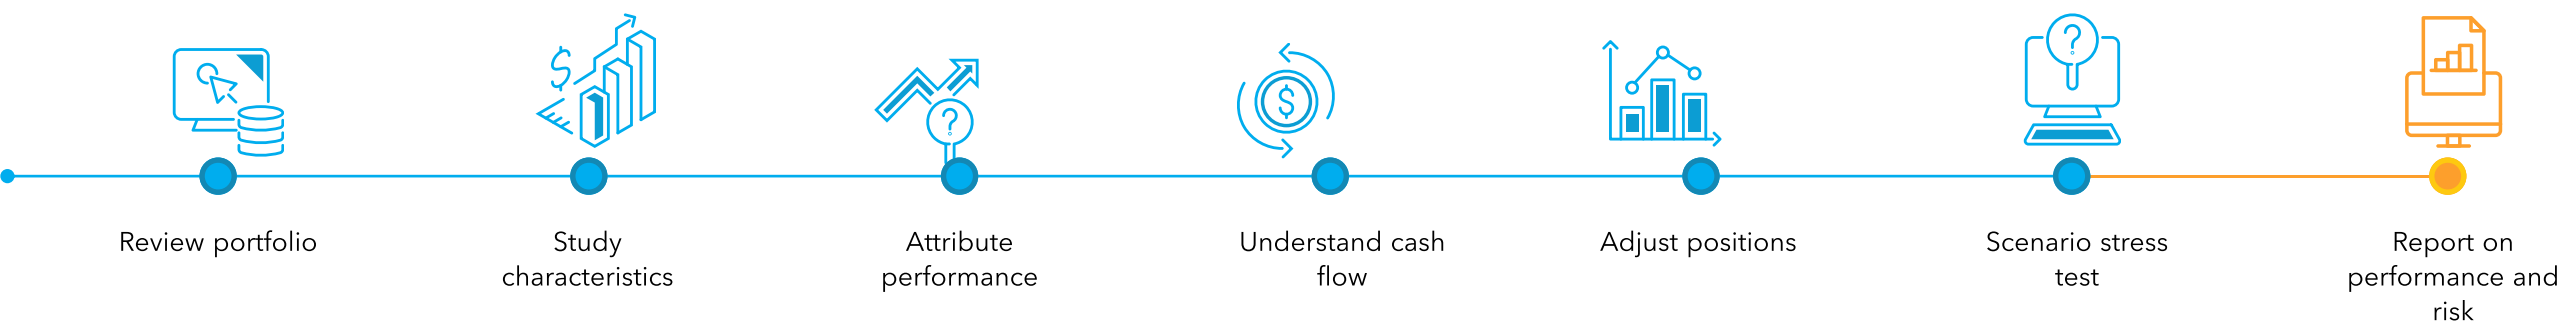 Review portfolio
Study
characteristics
Attribute
performance
Understand cash
flow
Adjust positions
Scenario stress
test
Report on
performance and
risk